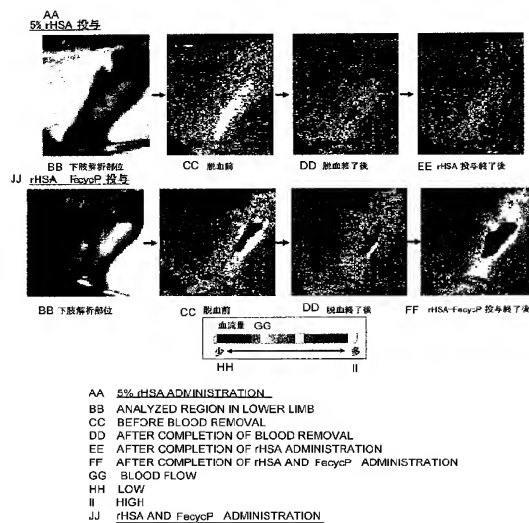 AA
5% rHSA 投与
BB 下肢解析部位
CC 脱血前
DD 脱血終了後
EE rHSA 投与終了後
JJ rHSA FecycP 投与
BB 下肢解析部位
CC 脱血前
DD 脱血終了後
FF rHSA-FecycP 投与終了後
血流量 GG
少 多
HH II
AA 5% rHSA ADMINISTRATION
BB ANALYZED REGION IN LOWER LIMB
CC BEFORE BLOOD REMOVAL
DD AFTER COMPLETION OF BLOOD REMOVAL
EE AFTER COMPLETION OF rHSA ADMINISTRATION
FF AFTER COMPLETION OF rHSA AND FecycP ADMINISTRATION
GG BLOOD FLOW
HH LOW
II HIGH
JJ rHSA AND FecycP ADMINISTRATION